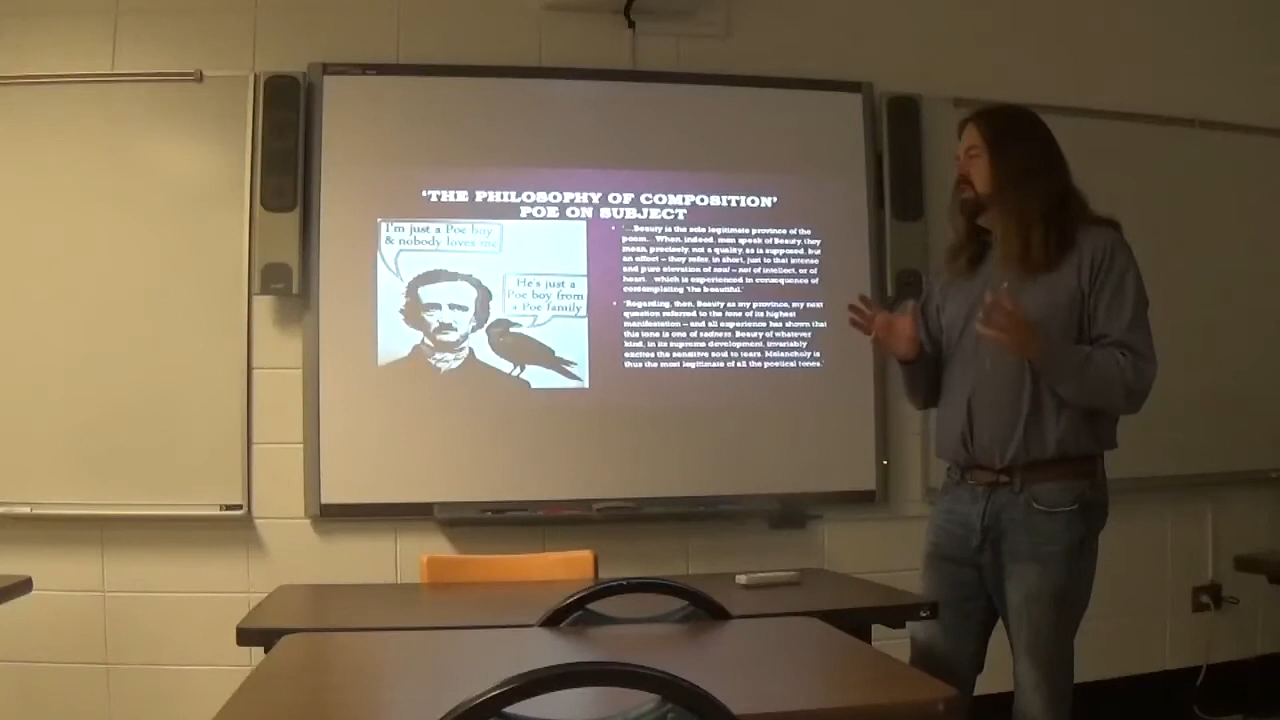 ‘THE PHILOSOPHY OF COMPOSITION’
POE ON SUBJECT
I'm just a Poe boy
& nobody loves me
He's just a
Poe boy from
a Poe family
• ‘...Beauty is the sole legitimate province of the
poem. When, indeed, men speak of Beauty, they
mean, precisely, not a quality, as is supposed, but
an effect – they refer, in short, just to that intense
and pure elevation of soul – not of intellect, or of
heart which is experienced in consequence of
contemplating ‘the beautiful.’
• ‘Regarding, then, Beauty as my province, my next
question referred to the tone of its highest
manifestation – and all experience has shown that
this tone is one of sadness. Beauty of whatever
kind, in its supreme development, invariably
excites the sensitive soul to tears. Melancholy is
thus the most legitimate of all the poetical tones.’